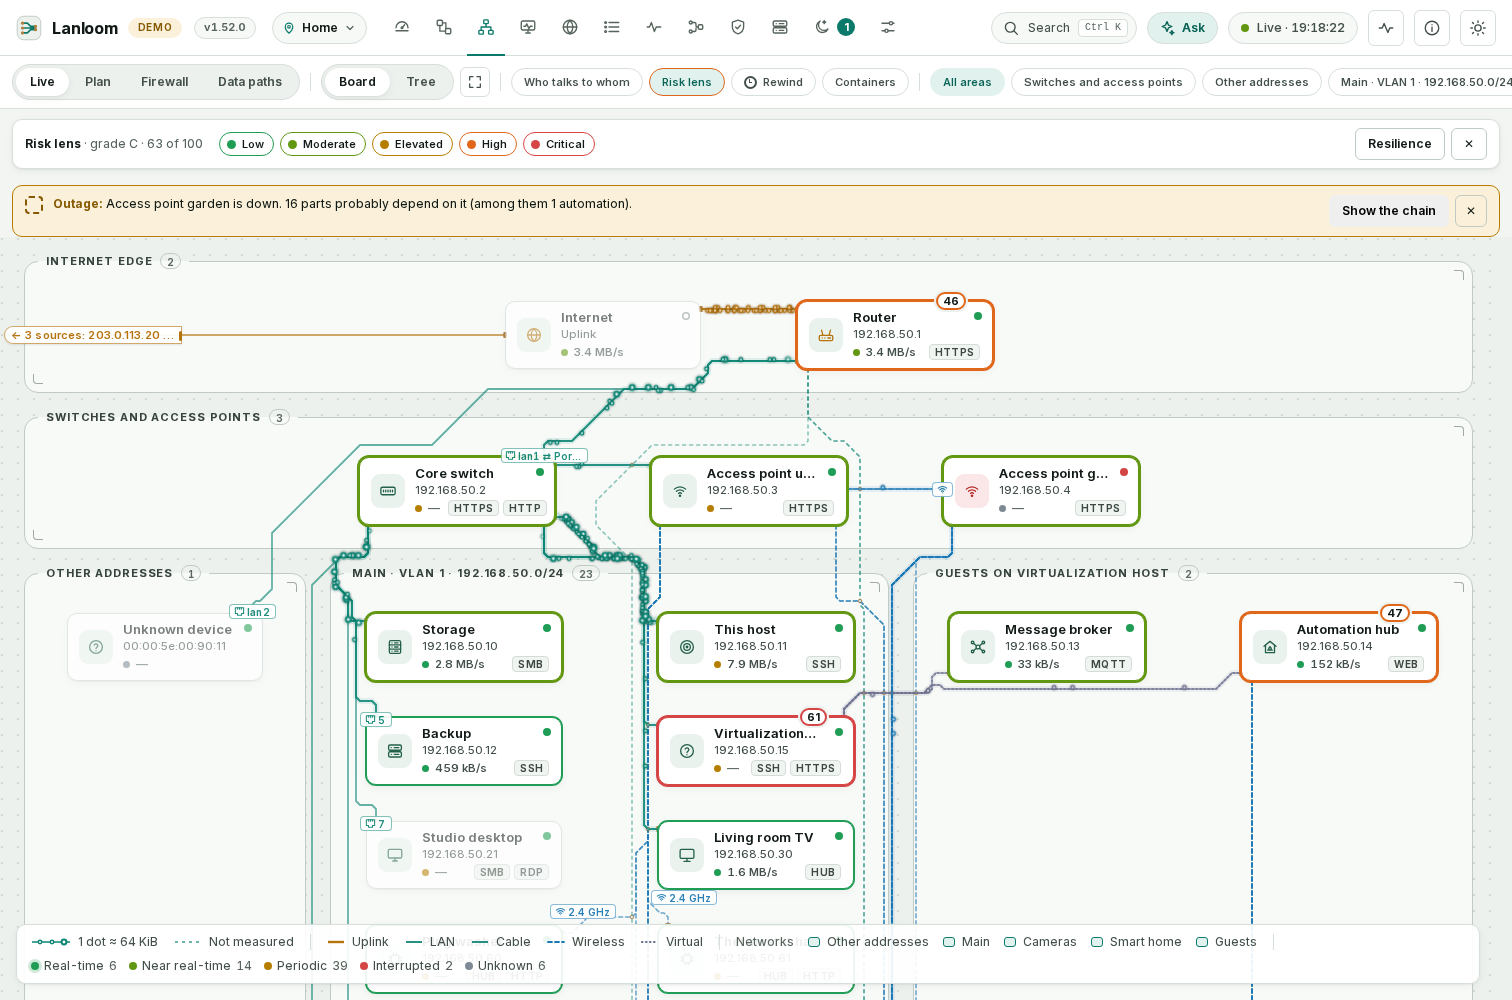 Lanloom DEMO v1.52.0 Home 1 Search Ctrl K Ask Live · 19:18:22
Live Plan Firewall Data paths Board Tree Who talks to whom Risk lens Rewind Containers All areas Switches and access points Other addresses Main · VLAN 1 · 192.168.50.0/24
Risk lens · grade C · 63 of 100 Low Moderate Elevated High Critical Resilience ×
Outage: Access point garden is down. 16 parts probably depend on it (among them 1 automation). Show the chain ×
INTERNET EDGE 2
46
Internet
Uplink
3.4 MB/s
Router
192.168.50.1
3.4 MB/s HTTPS
← 3 sources: 203.0.113.20 ...
SWITCHES AND ACCESS POINTS 3
lan1 ⇄ Por...
Core switch
192.168.50.2
— HTTPS HTTP
Access point u...
192.168.50.3
— HTTPS
Access point g...
192.168.50.4
— HTTPS
OTHER ADDRESSES 1
MAIN · VLAN 1 · 192.168.50.0/24 23
GUESTS ON VIRTUALIZATION HOST 2
lan2
Unknown device
00:00:5e:00:90:11
—
Storage
192.168.50.10
2.8 MB/s SMB
This host
192.168.50.11
7.9 MB/s SSH
Message broker
192.168.50.13
33 kB/s MQTT
47
Automation hub
192.168.50.14
152 kB/s WEB
5
Backup
192.168.50.12
459 kB/s SSH
61
Virtualization...
192.168.50.15
— SSH HTTPS
7
Studio desktop
192.168.50.21
— SMB RDP
Living room TV
192.168.50.30
1.6 MB/s HUB
2.4 GHz
2.4 GHz
1 dot ≈ 64 KiB Not measured Uplink LAN Cable Wireless Virtual Networks Other addresses Main Cameras Smart home Guests
Real-time 6 Near real-time 14 Periodic 39 Interrupted 2 Unknown 6